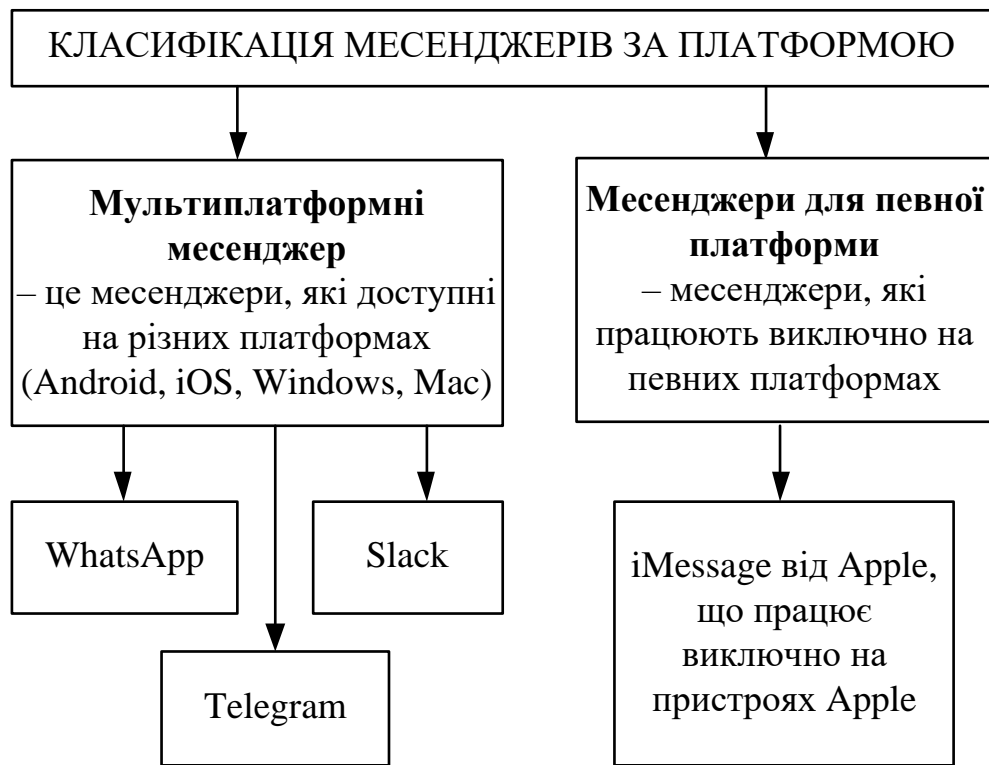 КЛАСИФІКАЦІЯ МЕСЕНДЖЕРІВ ЗА ПЛАТФОРМОЮ
Мультиплатформні
месенджер
– це месенджери, які доступні
на різних платформах
(Android, iOS, Windows, Mac)
Месенджери для певної
платформи
– месенджери, які
працюють виключно на
певних платформах
WhatsApp
Slack
Telegram
iMessage від Apple,
що працює
виключно на
пристроях Apple